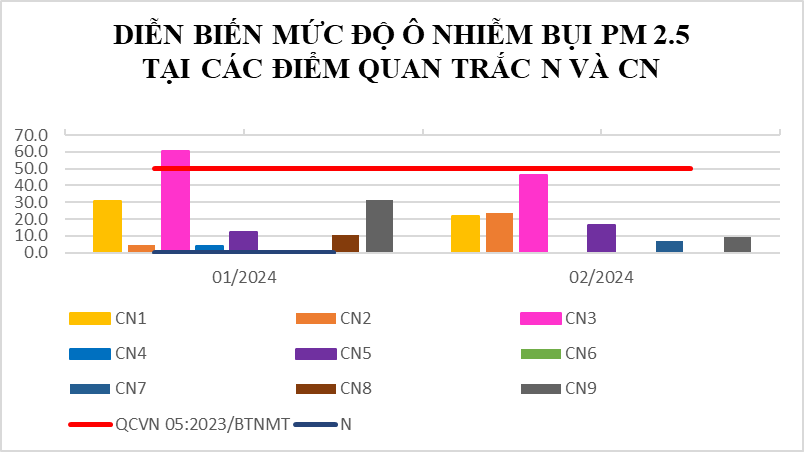 DIỄN BIẾN MỨC ĐỘ Ô NHIỄM BỤI PM 2.5
TẠI CÁC ĐIỂM QUAN TRẮC N VÀ CN
70.0
60.0
50.0
40.0
30.0
20.0
10.0
0.0
01/2024 02/2024
CN1 CN2 CN3
CN4 CN5 CN6
CN7 CN8 CN9
QCVN 05:2023/BTNMT N